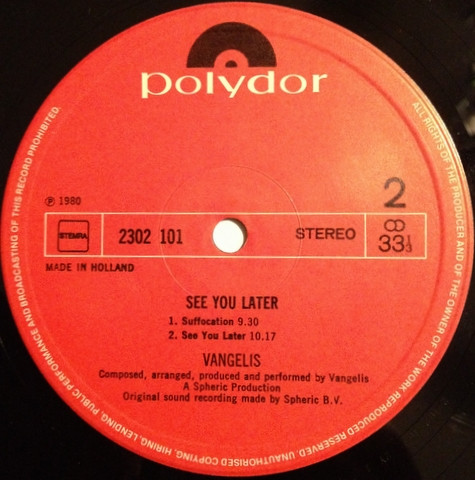 polydor
℗ 1980
2
STEMRA
2302 101
STEREO
33⅓
MADE IN HOLLAND
SEE YOU LATER
1. Suffocation 9.30
2. See You Later 10.17
VANGELIS
Composed, arranged, produced and performed by Vangelis
A Spheric Production
Original sound recording made by Spheric B.V.
ALL RIGHTS OF THE PRODUCER AND OF THE OWNER OF THE WORK REPRODUCED RESERVED. UNAUTHORISED COPYING, HIRING, LENDING, PUBLIC PERFORMANCE AND BROADCASTING OF THIS RECORD PROHIBITED.